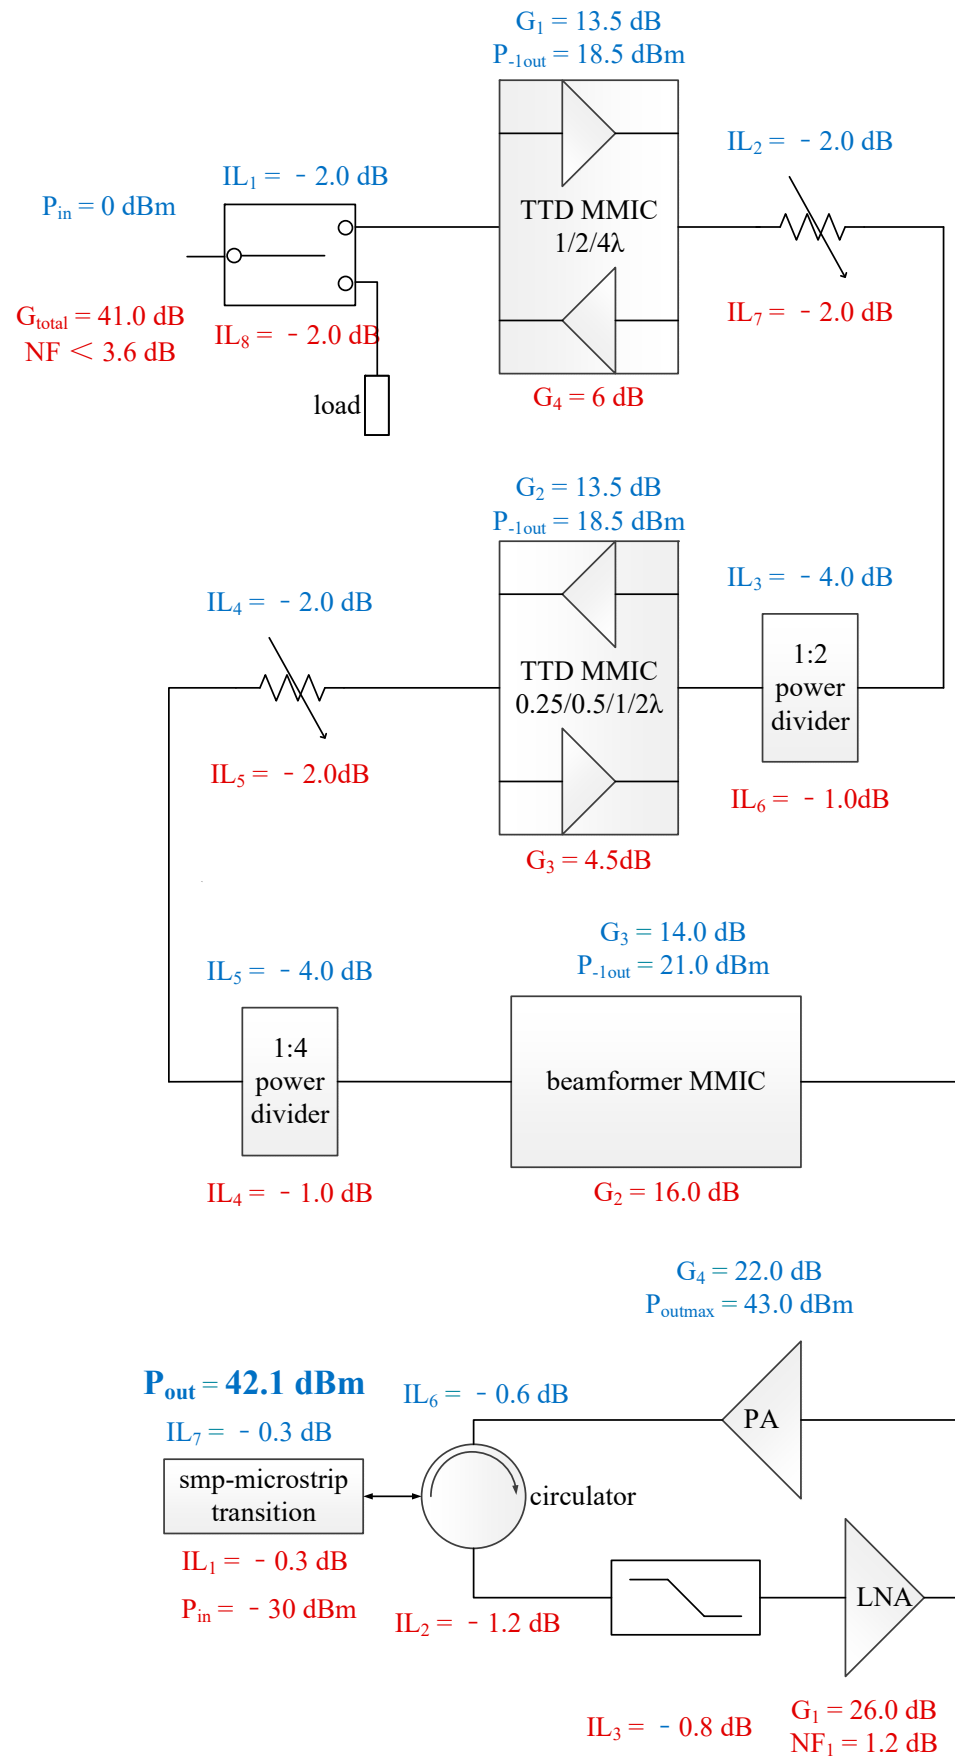 G₁ = 13.5 dB
P₋₁out = 18.5 dBm
IL₁ = - 2.0 dB
IL₂ = - 2.0 dB
P_in = 0 dBm
TTD MMIC
1/2/4λ
G_total = 41.0 dB
NF < 3.6 dB
IL₈ = - 2.0 dB
IL₇ = - 2.0 dB
load
G₄ = 6 dB
G₂ = 13.5 dB
P₋₁out = 18.5 dBm
IL₄ = - 2.0 dB
IL₃ = - 4.0 dB
TTD MMIC
0.25/0.5/1/2λ
1:2
power
divider
IL₅ = - 2.0dB
IL₆ = - 1.0dB
G₃ = 4.5dB
G₃ = 14.0 dB
P₋₁out = 21.0 dBm
IL₅ = - 4.0 dB
1:4
power
divider
beamformer MMIC
IL₄ = - 1.0 dB
G₂ = 16.0 dB
G₄ = 22.0 dB
P_outmax = 43.0 dBm
P_out = 42.1 dBm
IL₆ = - 0.6 dB
PA
IL₇ = - 0.3 dB
smp-microstrip
transition
circulator
IL₁ = - 0.3 dB
P_in = - 30 dBm
IL₂ = - 1.2 dB
LNA
IL₃ = - 0.8 dB
G₁ = 26.0 dB
NF₁ = 1.2 dB